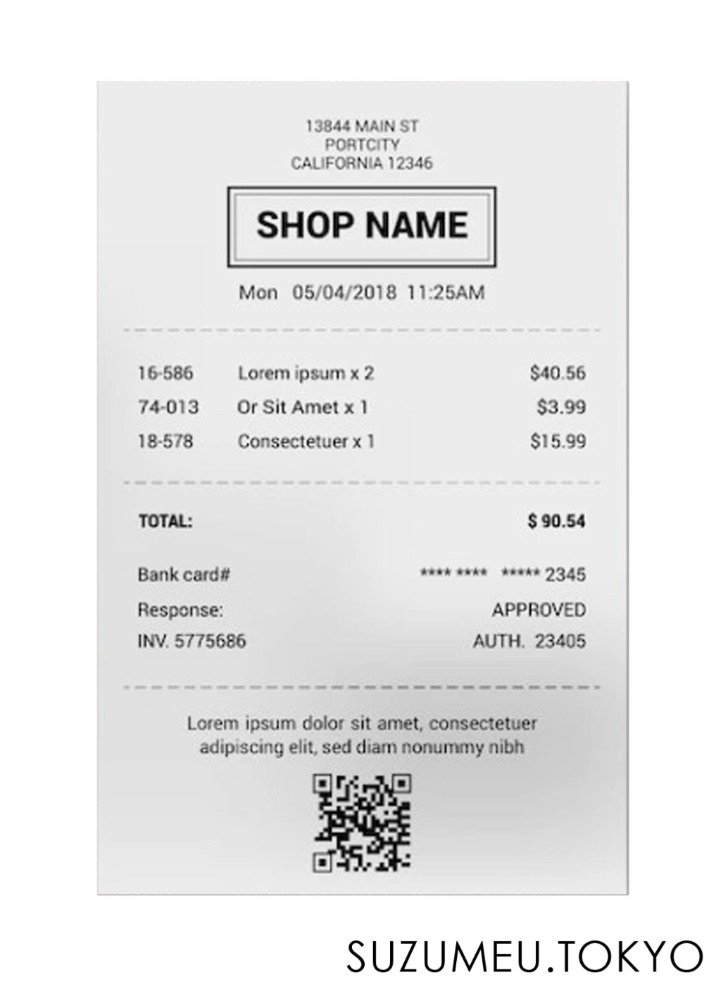 13844 MAIN ST
PORTCITY
CALIFORNIA 12346
SHOP NAME
Mon 05/04/2018 11:25AM
16-586 Lorem ipsum x 2 $40.56
74-013 Or Sit Amet x 1 $3.99
18-578 Consectetuer x 1 $15.99
TOTAL: $ 90.54
Bank card# **** **** ***** 2345
Response: APPROVED
INV. 5775686 AUTH. 23405
Lorem ipsum dolor sit amet, consectetuer
adipiscing elit, sed diam nonummy nibh
SUZUMEU.TOKYO